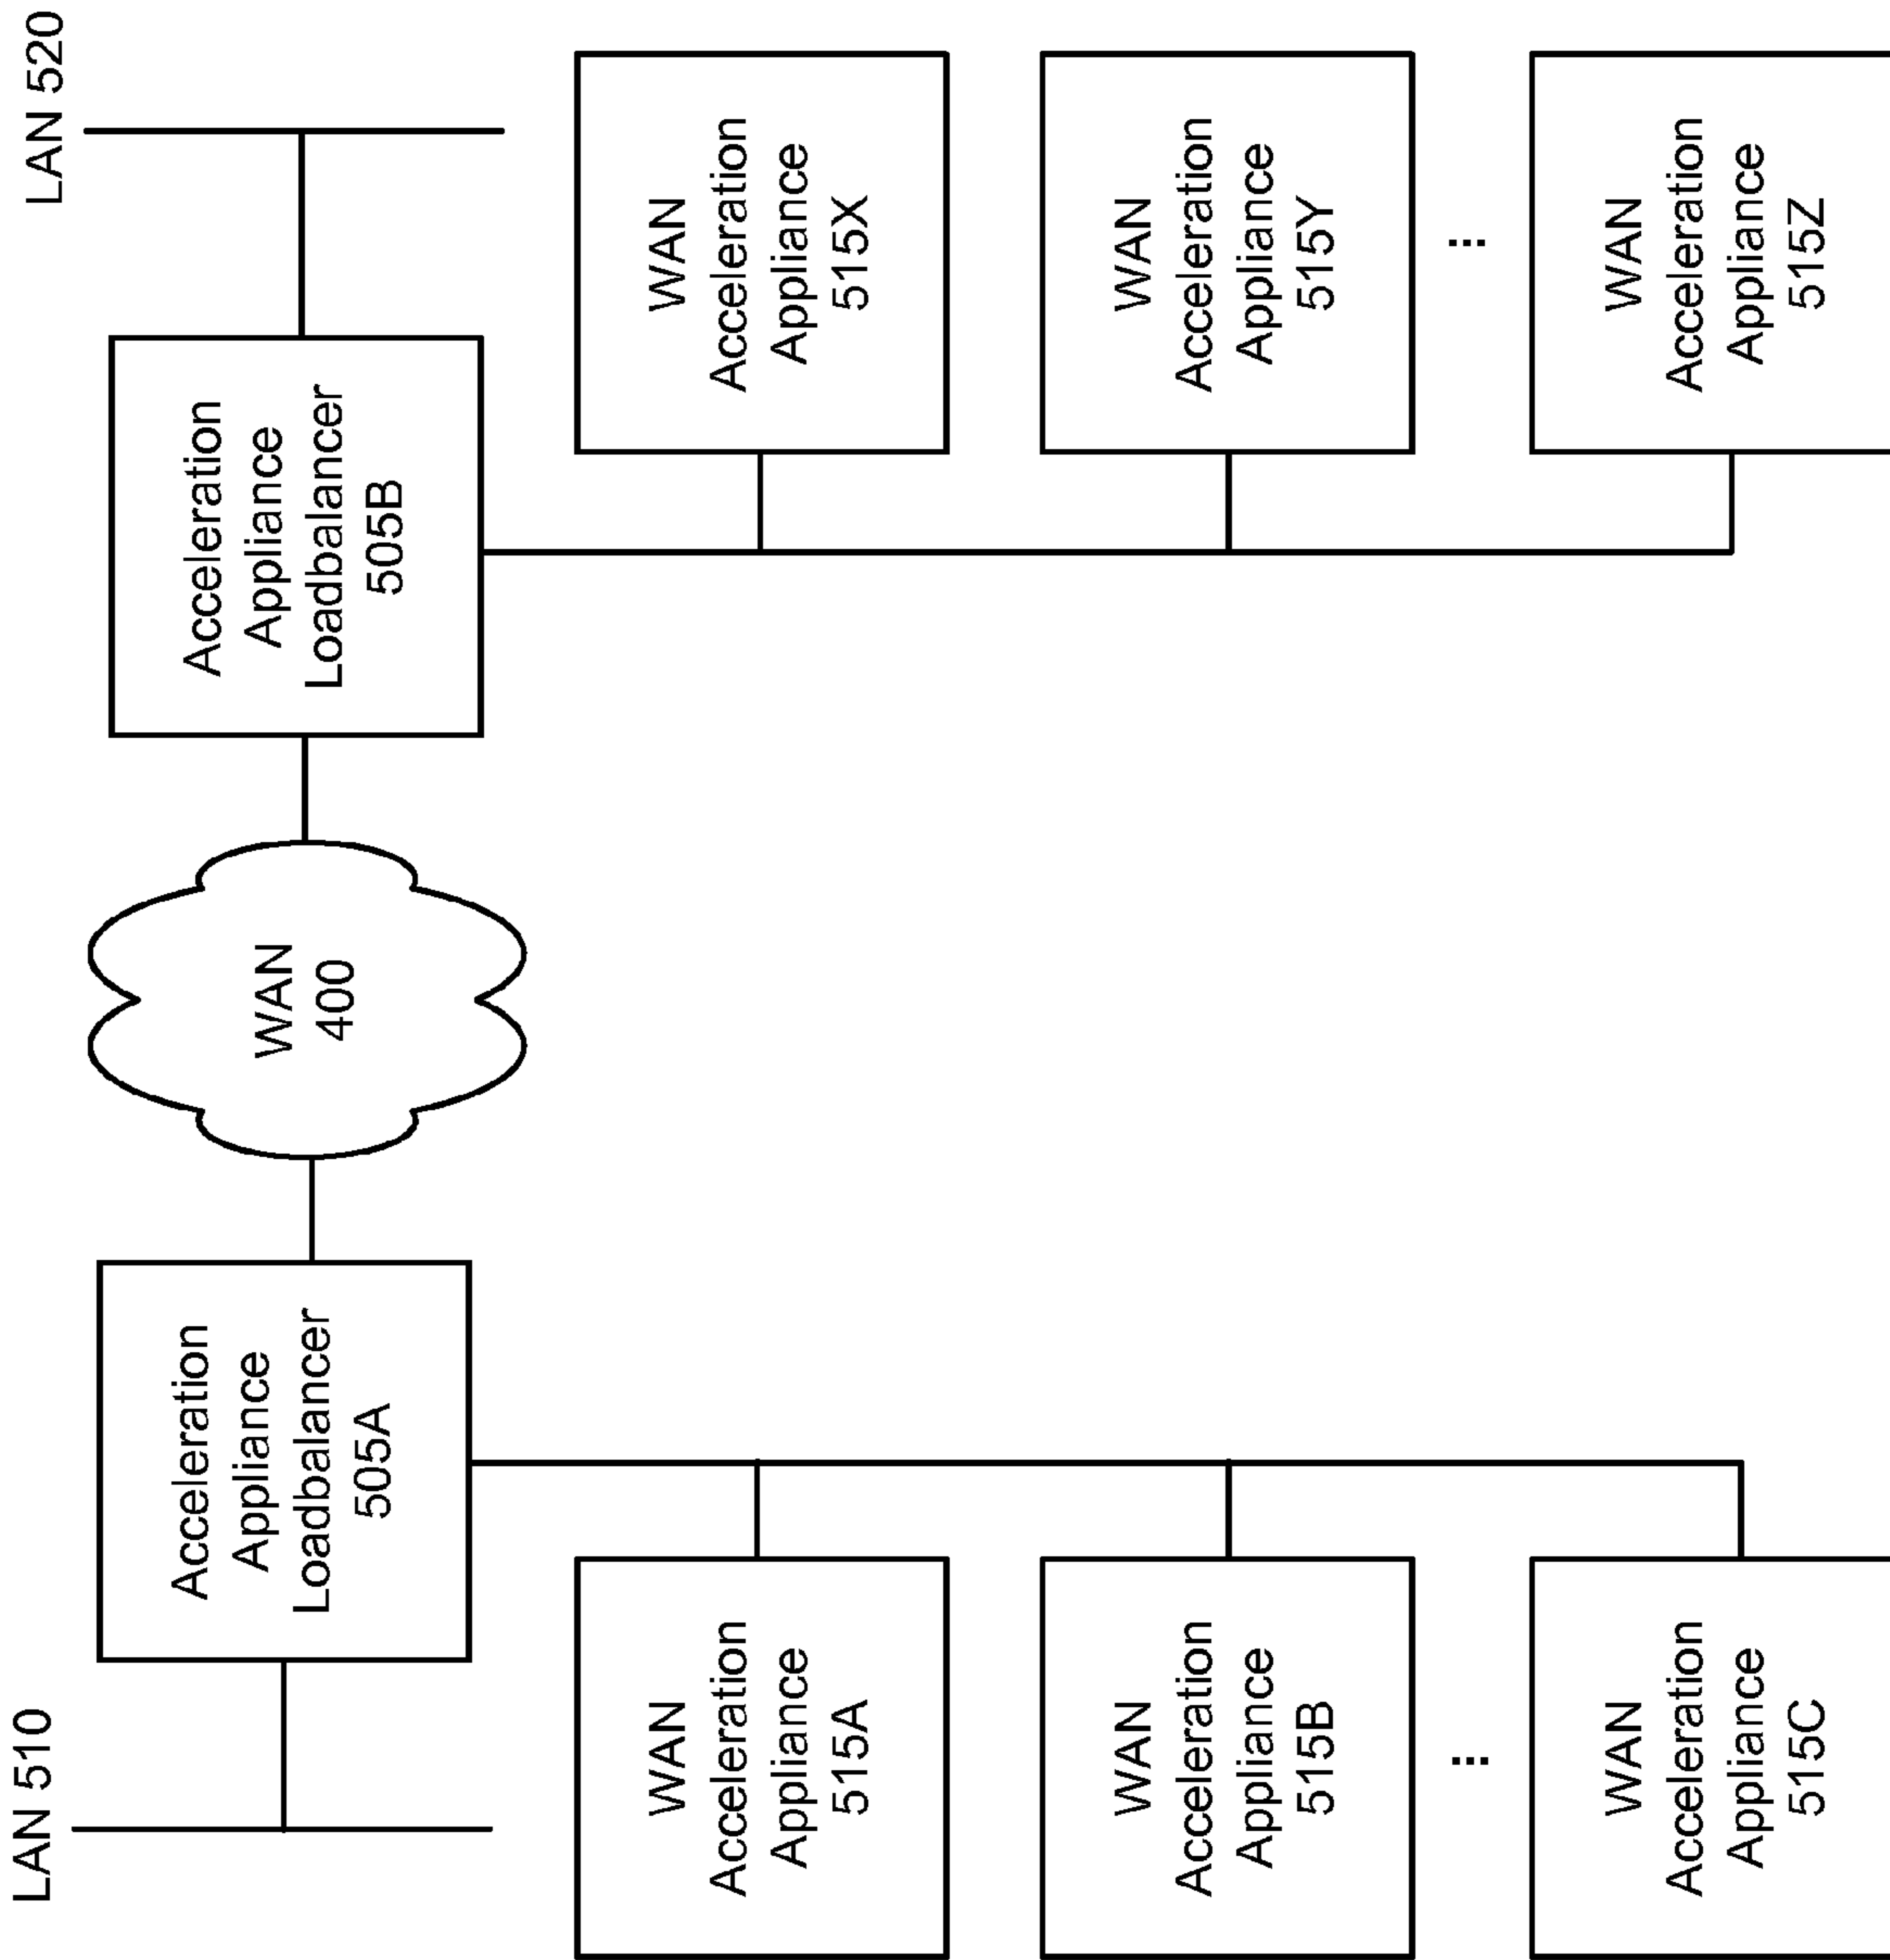 LAN 510
LAN 520
Acceleration
Appliance
Loadbalancer
505A
WAN
400
Acceleration
Appliance
Loadbalancer
505B
WAN
Acceleration
Appliance
515A
WAN
Acceleration
Appliance
515X
WAN
Acceleration
Appliance
515B
WAN
Acceleration
Appliance
515Y
...
...
WAN
Acceleration
Appliance
515C
WAN
Acceleration
Appliance
515Z